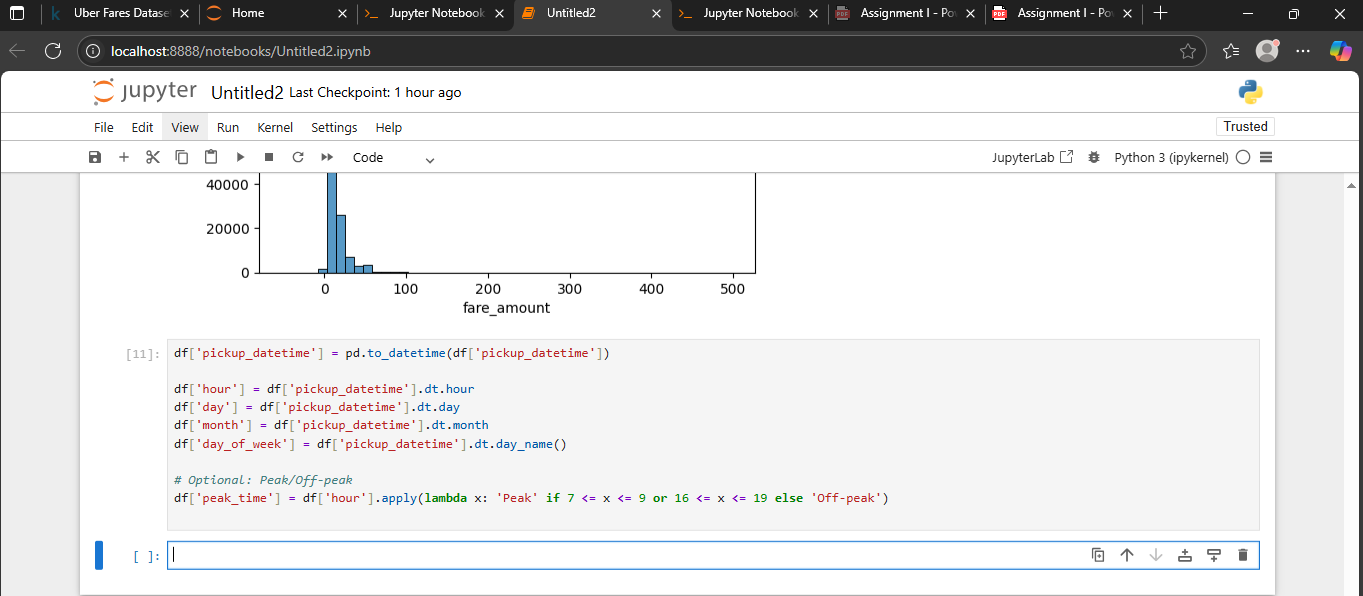 Uber Fares Datase
Home
Jupyter Notebook
Untitled2
Jupyter Notebook
Assignment I - Po
Assignment I - Po
localhost:8888/notebooks/Untitled2.ipynb
jupyter Untitled2 Last Checkpoint: 1 hour ago
File Edit View Run Kernel Settings Help
Trusted
Code
JupyterLab
Python 3 (ipykernel)
40000
20000
0
0 100 200 300 400 500
fare_amount
[11]:
df['pickup_datetime'] = pd.to_datetime(df['pickup_datetime'])
df['hour'] = df['pickup_datetime'].dt.hour
df['day'] = df['pickup_datetime'].dt.day
df['month'] = df['pickup_datetime'].dt.month
df['day_of_week'] = df['pickup_datetime'].dt.day_name()
# Optional: Peak/Off-peak
df['peak_time'] = df['hour'].apply(lambda x: 'Peak' if 7 <= x <= 9 or 16 <= x <= 19 else 'Off-peak')
[ ]: